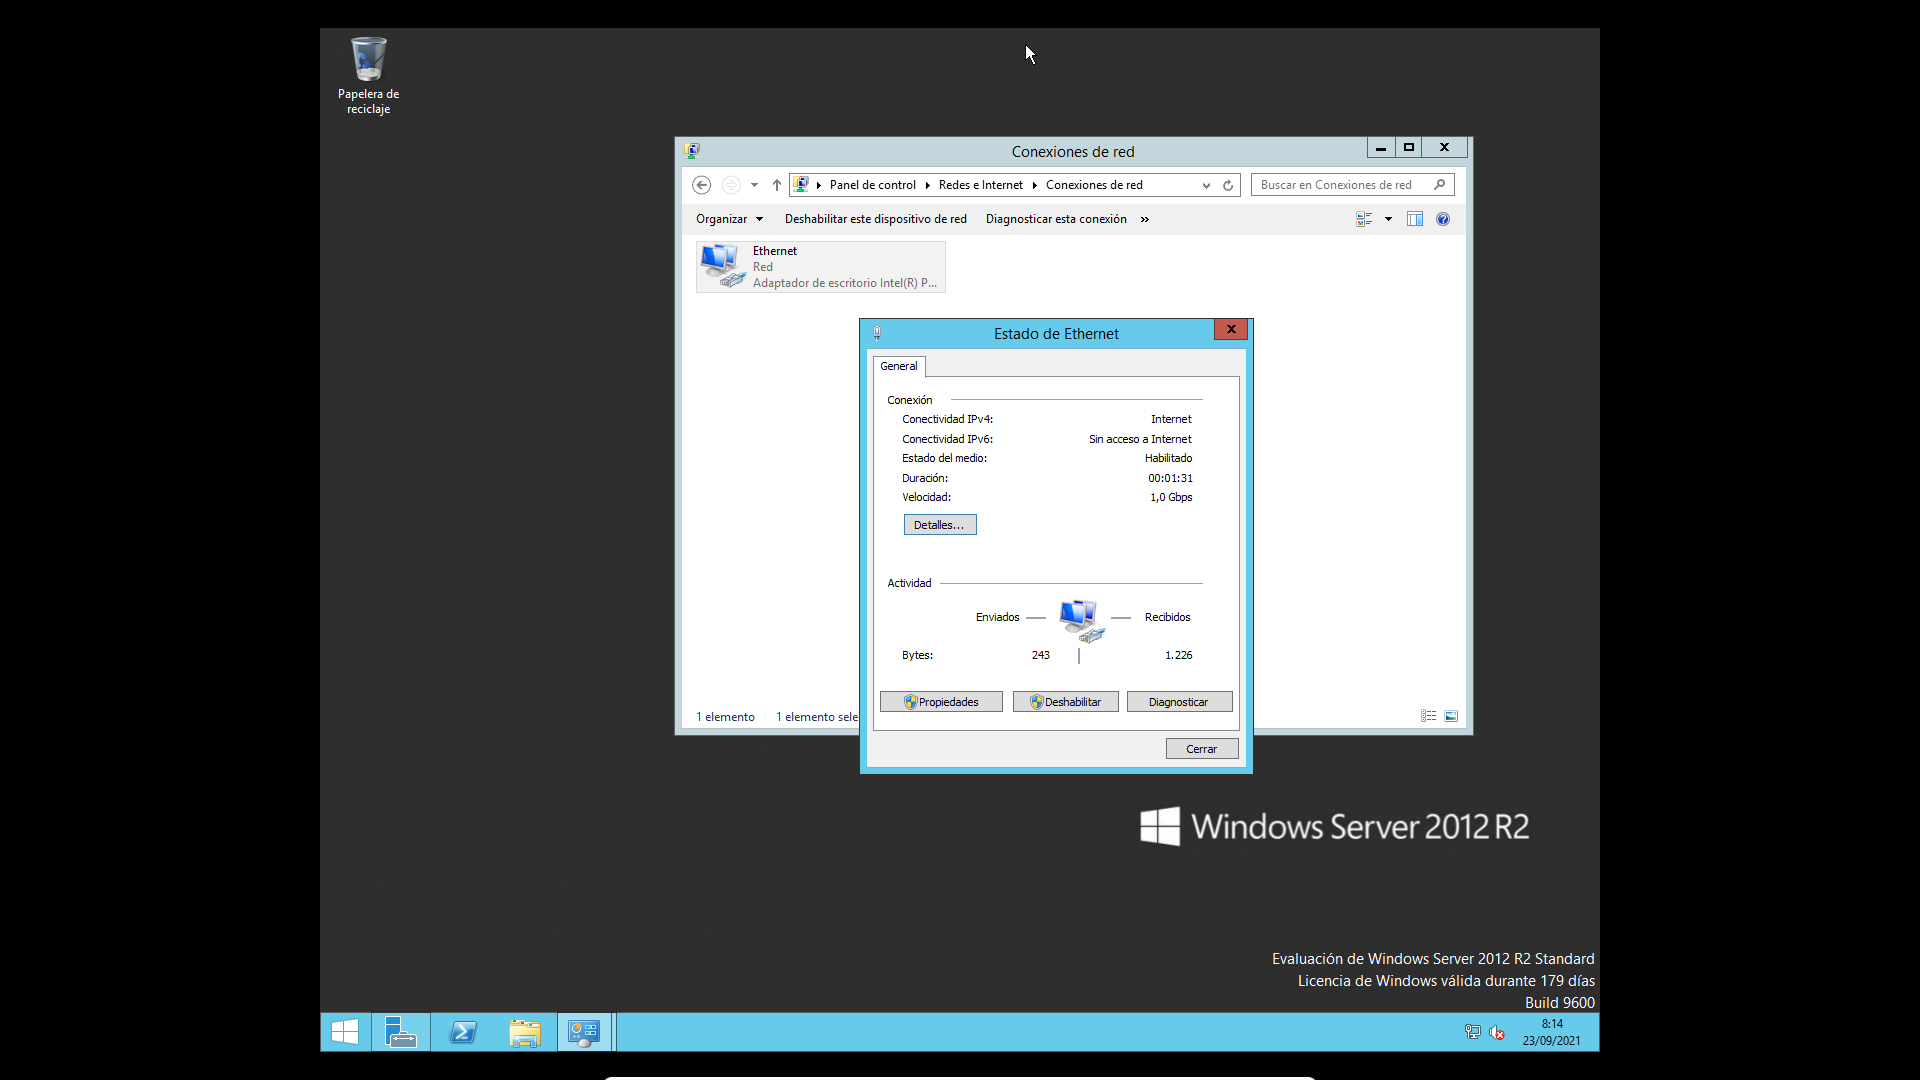 Papelera de
reciclaje
Conexiones de red
Panel de control Redes e Internet Conexiones de red
Buscar en Conexiones de red
Organizar Deshabilitar este dispositivo de red Diagnosticar esta conexión »
Ethernet
Red
Adaptador de escritorio Intel(R) P...
Estado de Ethernet
General
Conexión
Conectividad IPv4: Internet
Conectividad IPv6: Sin acceso a Internet
Estado del medio: Habilitado
Duración: 00:01:31
Velocidad: 1,0 Gbps
Detalles...
Actividad
Enviados Recibidos
Bytes: 243 1.226
Propiedades Deshabilitar Diagnosticar
Cerrar
1 elemento 1 elemento sele
Windows Server 2012 R2
Evaluación de Windows Server 2012 R2 Standard
Licencia de Windows válida durante 179 días
Build 9600
8:14
23/09/2021